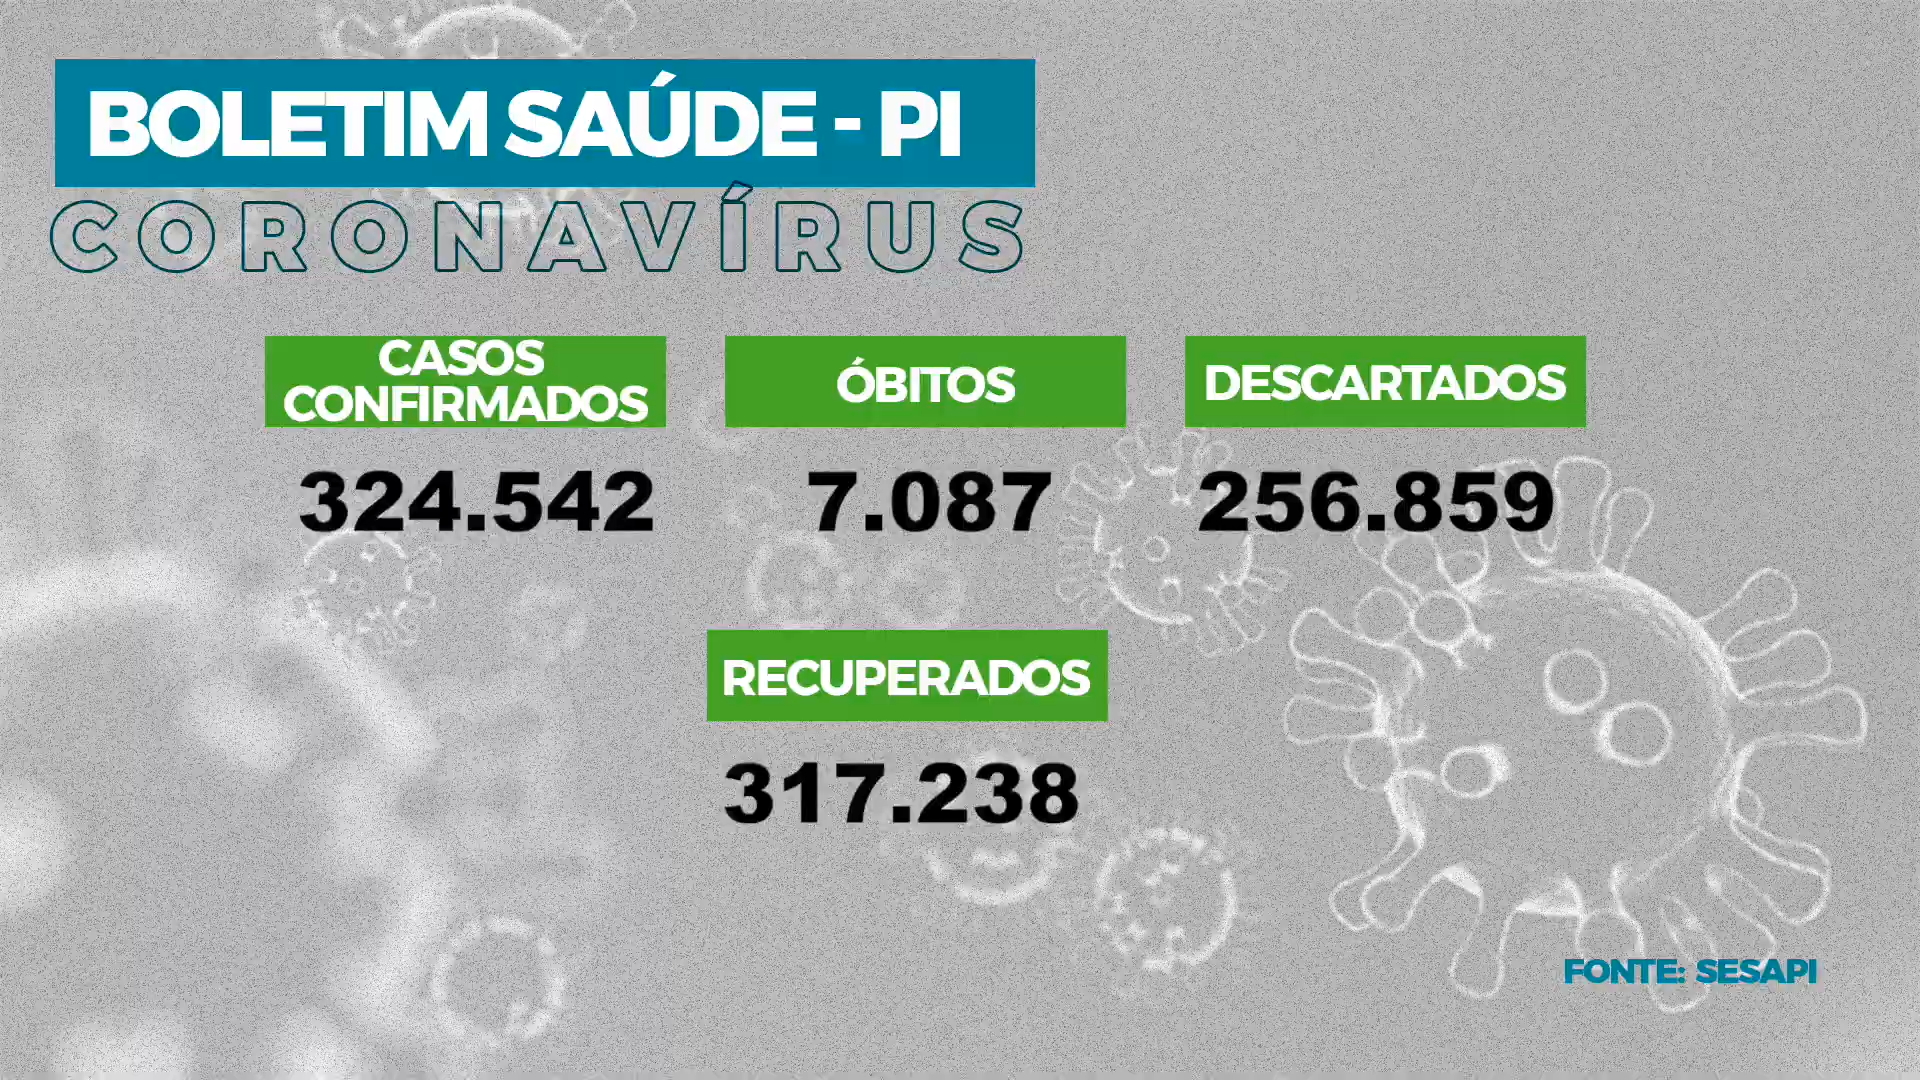 BOLETIM SAÚDE - PI
CORONAVÍRUS
CASOS
CONFIRMADOS
324.542
ÓBITOS
7.087
DESCARTADOS
256.859
RECUPERADOS
317.238
FONTE: SESAPI